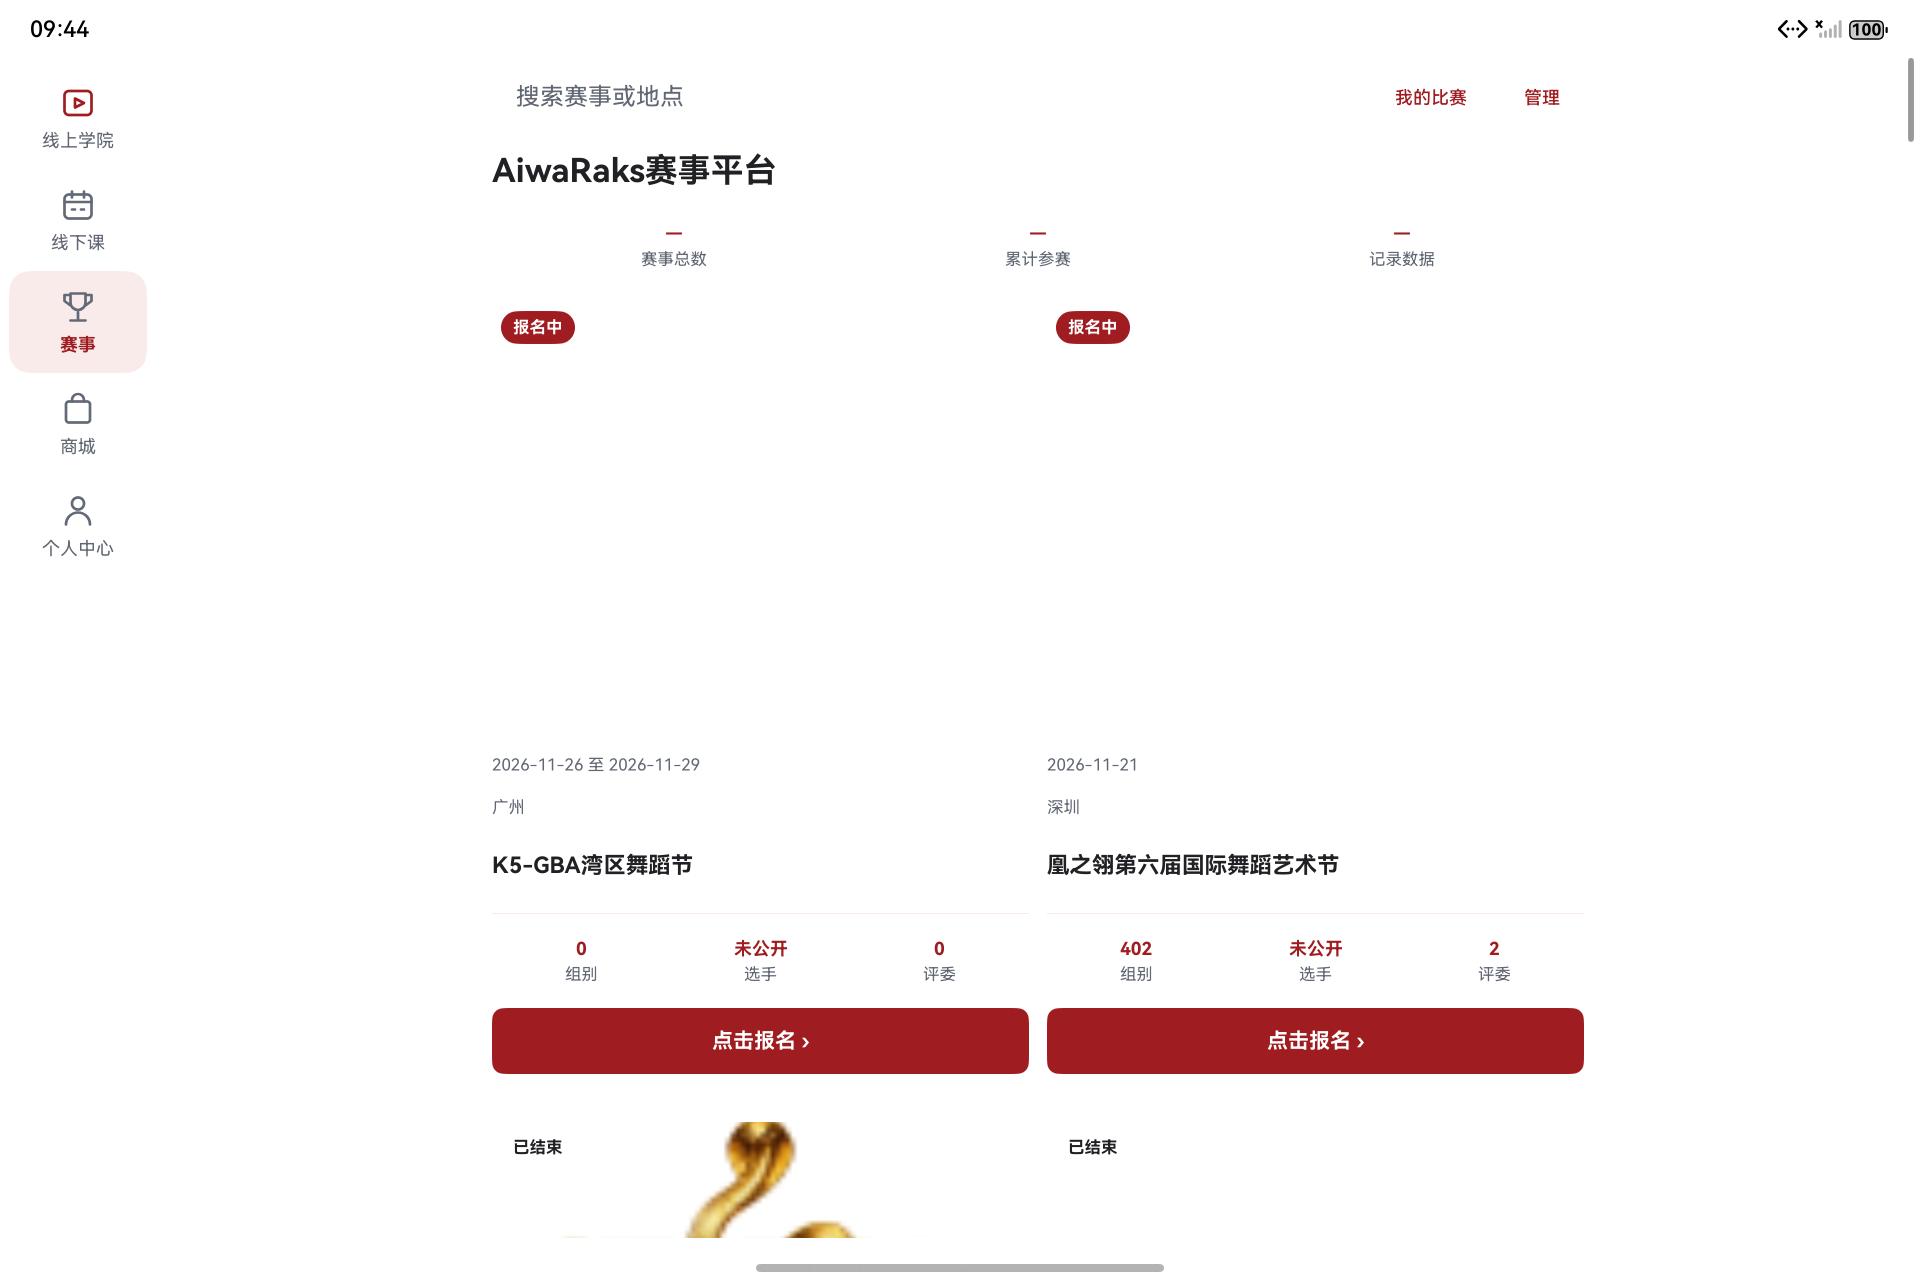 09:44
100
线上学院
线下课
赛事
商城
个人中心
搜索赛事或地点
我的比赛
管理
AiwaRaks赛事平台
— — —
赛事总数 累计参赛 记录数据
报名中 报名中
2026-11-26 至 2026-11-29
广州
K5-GBA湾区舞蹈节
0 未公开 0
组别 选手 评委
点击报名 ›
2026-11-21
深圳
凰之翎第六届国际舞蹈艺术节
402 未公开 2
组别 选手 评委
点击报名 ›
已结束 已结束